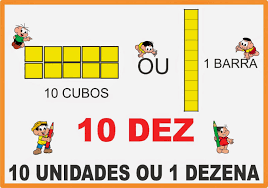 OU
1 BARRA
10 CUBOS
10 DEZ
10 UNIDADES OU 1 DEZENA